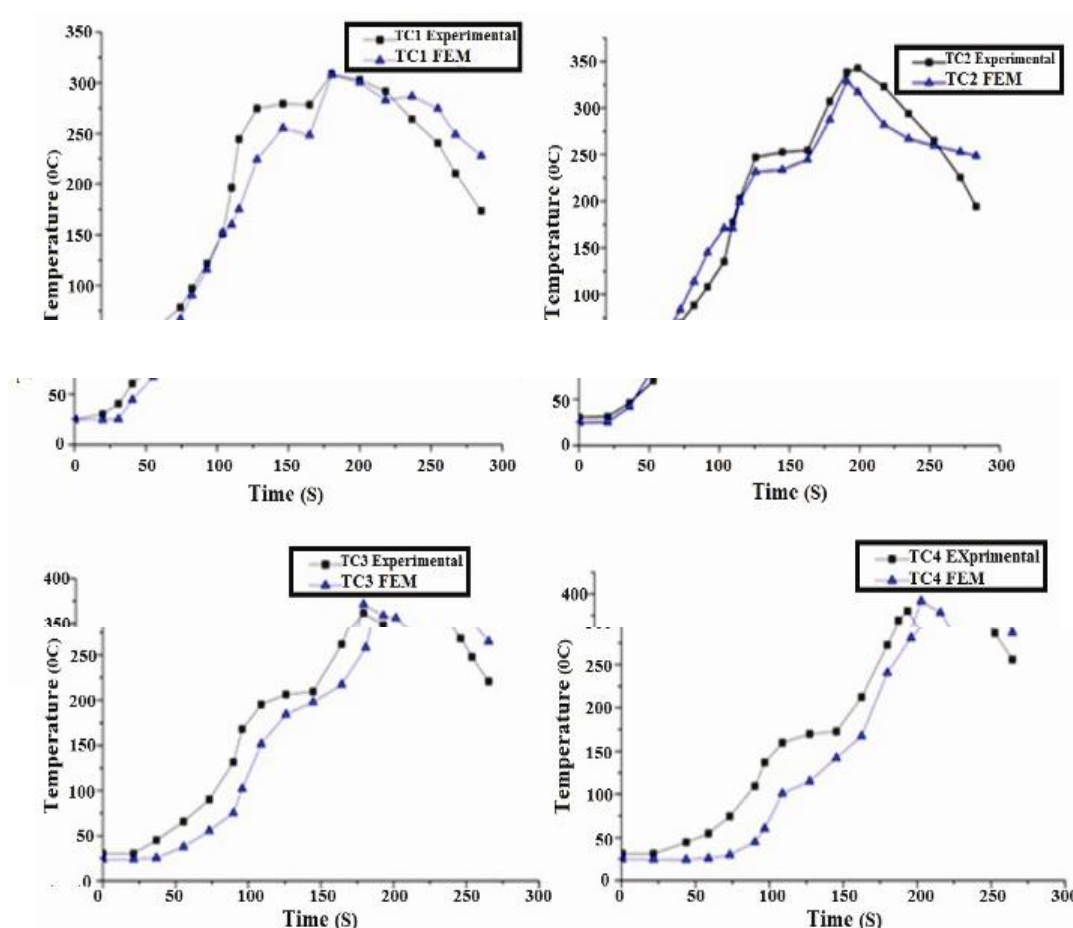 TC1 Experimental
TC1 FEM
350
300
250
200
150
100
50
0
Temperature (0C)
0 50 100 150 200 250 300
Time (S)
TC2 Experimental
TC2 FEM
350
300
250
200
150
100
50
0
Temperature (0C)
0 50 100 150 200 250 300
Time (S)
TC3 Experimental
TC3 FEM
400
250
200
150
100
50
0
Temperature (0C)
0 50 100 150 200 250 300
Time (S)
TC4 EXprimental
TC4 FEM
400
250
200
150
100
50
0
Temperature (0C)
0 50 100 150 200 250 300
Time (S)